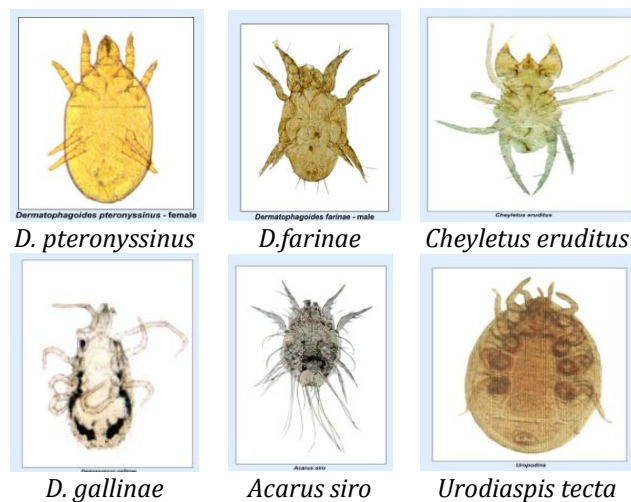 Dermatophagoides pteronyssinus - female
Dermatophagoides farinae - male
Cheyletus eruditus
D. pteronyssinus
D.farinae
Cheyletus eruditus
Acarus siro
Uropodina
D. gallinae
Acarus siro
Urodiaspis tecta